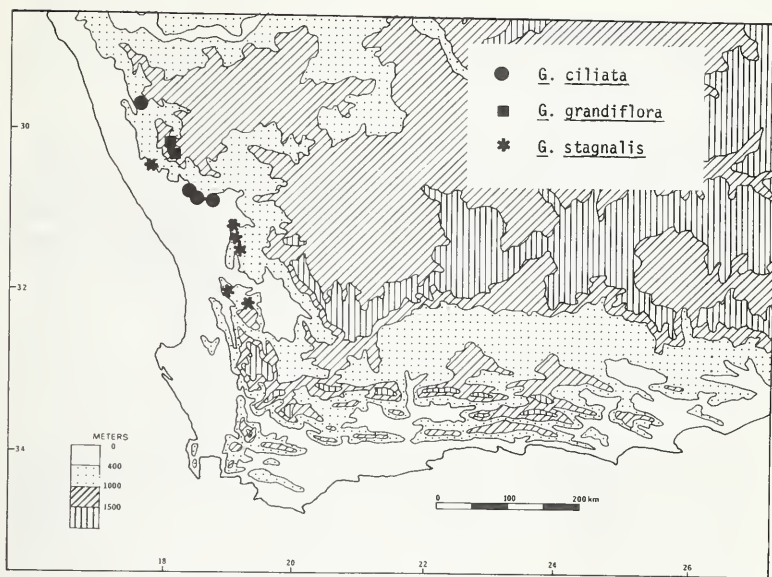 G. ciliata
G. grandiflora
G. stagnalis
30
32
34
METERS
0
400
1000
1500
0 100 200 km
18 20 22 24 26